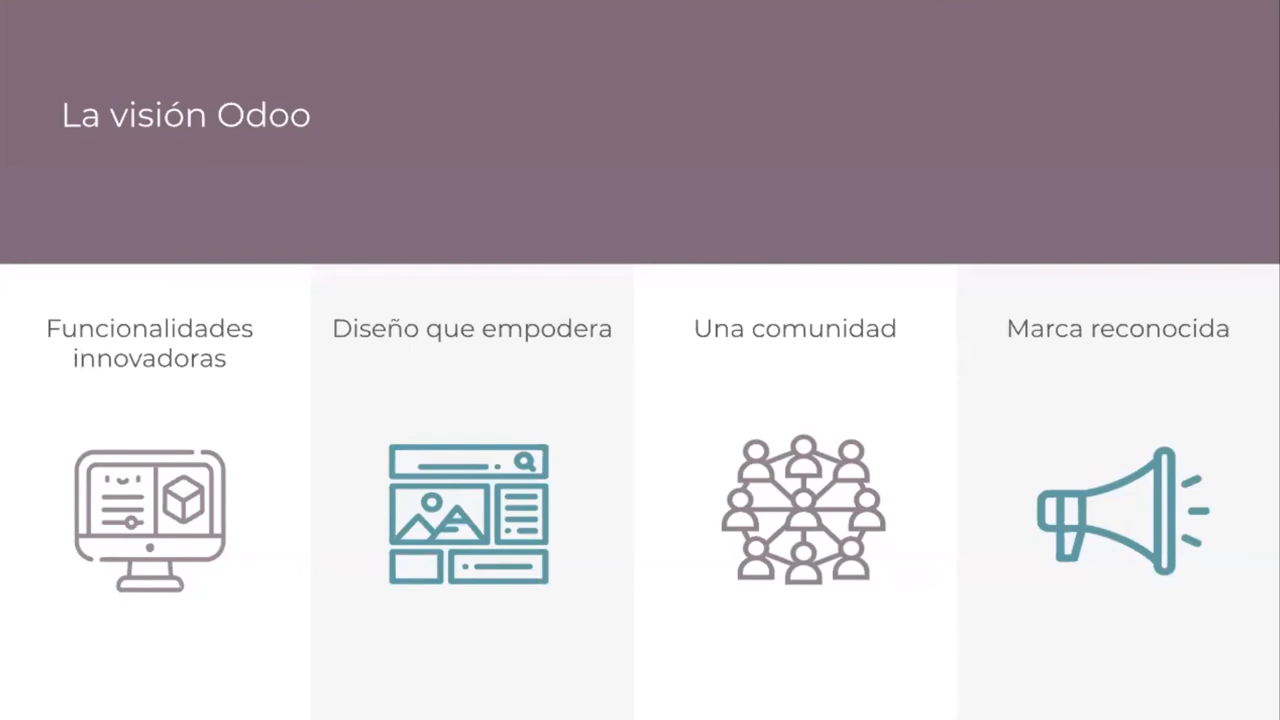 La visión Odoo
Funcionalidades
innovadoras
Diseño que empodera
Una comunidad
Marca reconocida